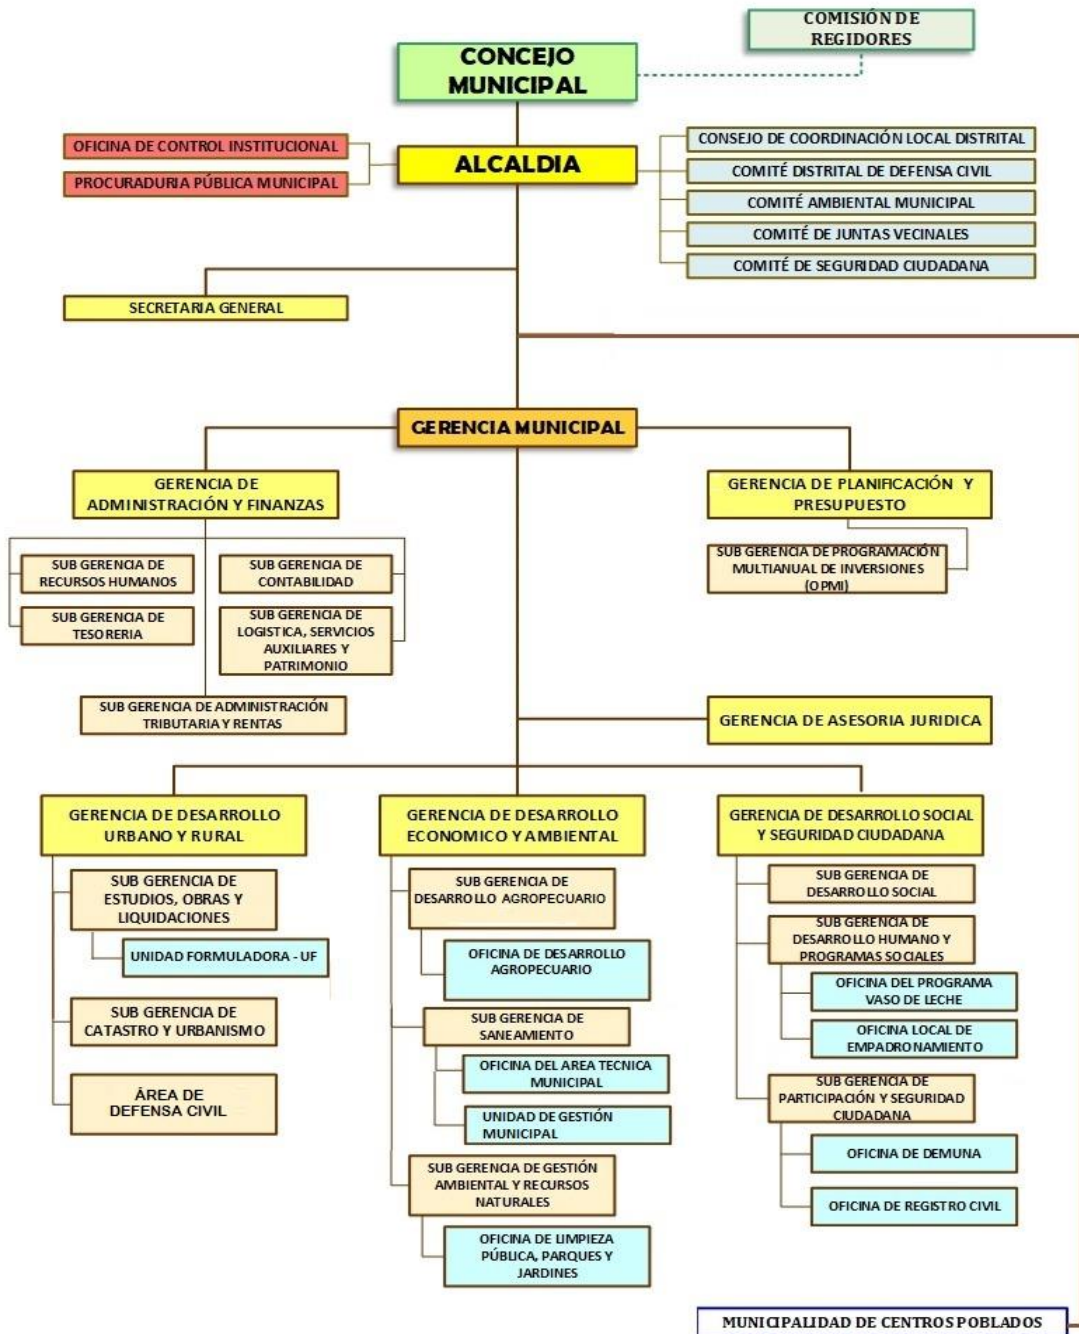 COMISIÓN DE
REGIDORES
CONCEJO
MUNICIPAL
OFICINA DE CONTROL INSTITUCIONAL
PROCURADURIA PÚBLICA MUNICIPAL
ALCALDIA
CONSEJO DE COORDINACIÓN LOCAL DISTRITAL
COMITÉ DISTRITAL DE DEFENSA CIVIL
COMITÉ AMBIENTAL MUNICIPAL
COMITÉ DE JUNTAS VECINALES
COMITÉ DE SEGURIDAD CIUDADANA
SECRETARIA GENERAL
GERENCIA MUNICIPAL
GERENCIA DE
ADMINISTRACIÓN Y FINANZAS
SUB GERENCIA DE
RECURSOS HUMANOS
SUB GERENCIA DE
CONTABILIDAD
SUB GERENCIA DE
TESORERIA
SUB GERENCIA DE
LOGISTICA, SERVICIOS
AUXILIARES Y
PATRIMONIO
SUB GERENCIA DE ADMINISTRACIÓN
TRIBUTARIA Y RENTAS
GERENCIA DE PLANIFICACIÓN Y
PRESUPUESTO
SUB GERENCIA DE PROGRAMACIÓN
MULTIANUAL DE INVERSIONES
(OPMI)
GERENCIA DE ASESORIA JURIDICA
GERENCIA DE DESARROLLO
URBANO Y RURAL
SUB GERENCIA DE
ESTUDIOS, OBRAS Y
LIQUIDACIONES
UNIDAD FORMULADORA - UF
SUB GERENCIA DE
CATASTRO Y URBANISMO
ÁREA DE
DEFENSA CIVIL
GERENCIA DE DESARROLLO
ECONOMICO Y AMBIENTAL
SUB GERENCIA DE
DESARROLLO AGROPECUARIO
OFICINA DE DESARROLLO
AGROPECUARIO
SUB GERENCIA DE
SANEAMIENTO
OFICINA DEL AREA TECNICA
MUNICIPAL
UNIDAD DE GESTIÓN
MUNICIPAL
SUB GERENCIA DE GESTIÓN
AMBIENTAL Y RECURSOS
NATURALES
OFICINA DE LIMPIEZA
PÚBLICA, PARQUES Y
JARDINES
GERENCIA DE DESARROLLO SOCIAL
Y SEGURIDAD CIUDADANA
SUB GERENCIA DE
DESARROLLO SOCIAL
SUB GERENCIA DE
DESARROLLO HUMANO Y
PROGRAMAS SOCIALES
OFICINA DEL PROGRAMA
VASO DE LECHE
OFICINA LOCAL DE
EMPADRONAMIENTO
SUB GERENCIA DE
PARTICIPACIÓN Y SEGURIDAD
CIUDADANA
OFICINA DE DEMUNA
OFICINA DE REGISTRO CIVIL
MUNICIPALIDAD DE CENTROS POBLADOS